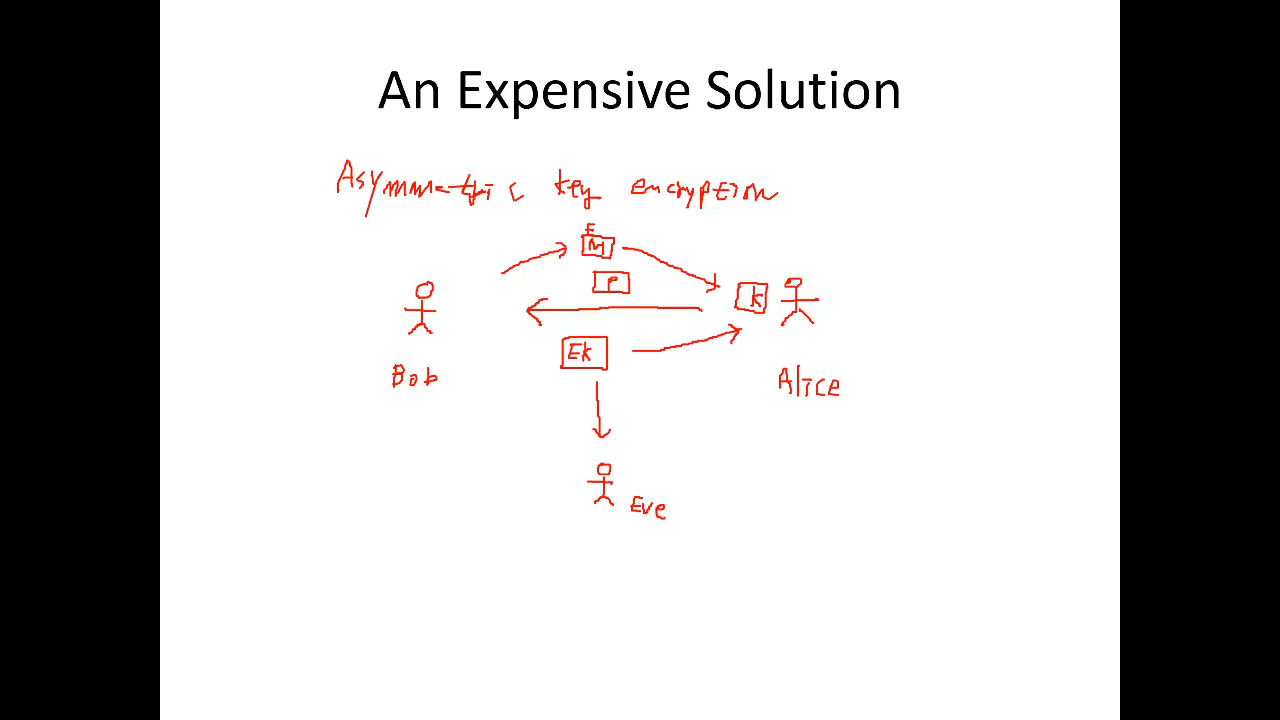 An Expensive Solution
Asymmetric key encryption
E
M
P
K
Ek
Bob
Alice
Eve